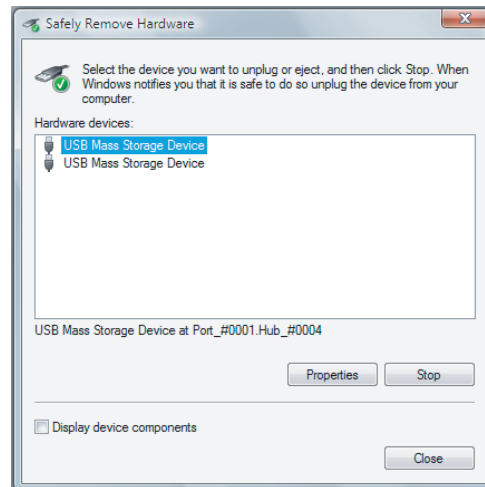 Safely Remove Hardware
Select the device you want to unplug or eject, and then click Stop. When
Windows notifies you that it is safe to do so unplug the device from your
computer.
Hardware devices:
USB Mass Storage Device
USB Mass Storage Device
USB Mass Storage Device at Port_#0001.Hub_#0004
Properties Stop
Display device components
Close